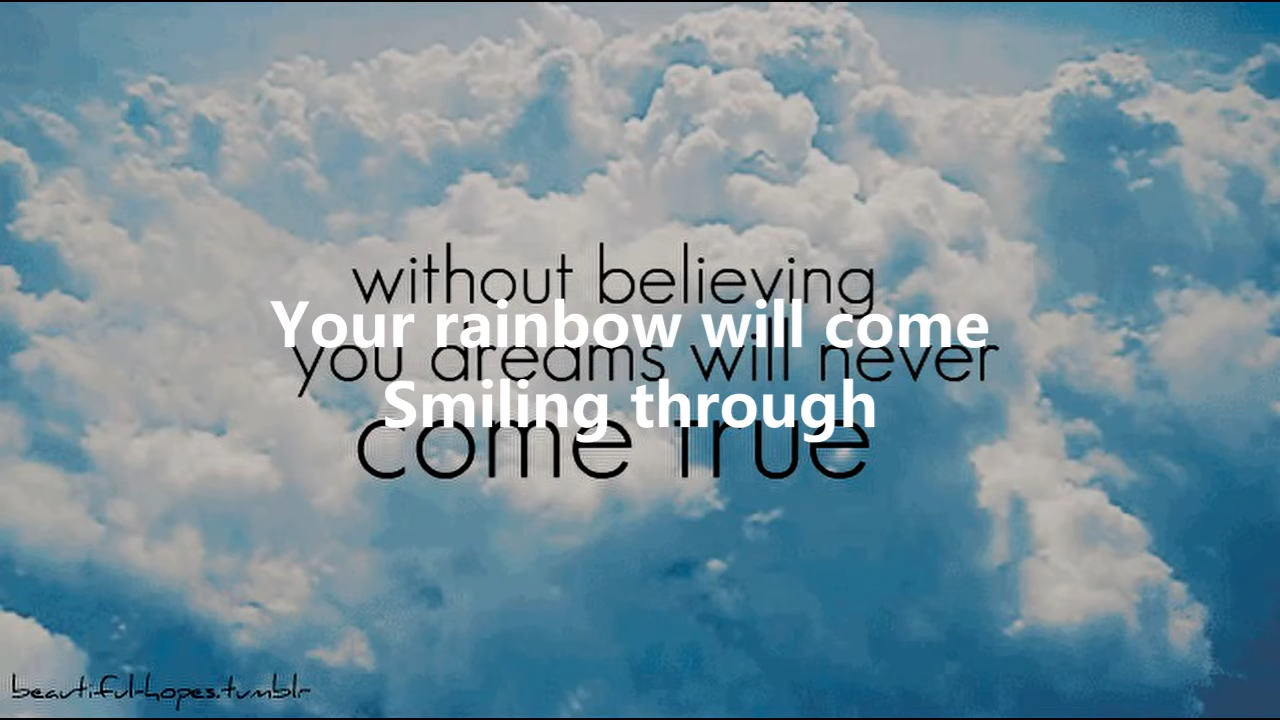 without believing
Your rainbow will come
you dreams will never
Smiling through
come true
beautiful-hopes.tumblr